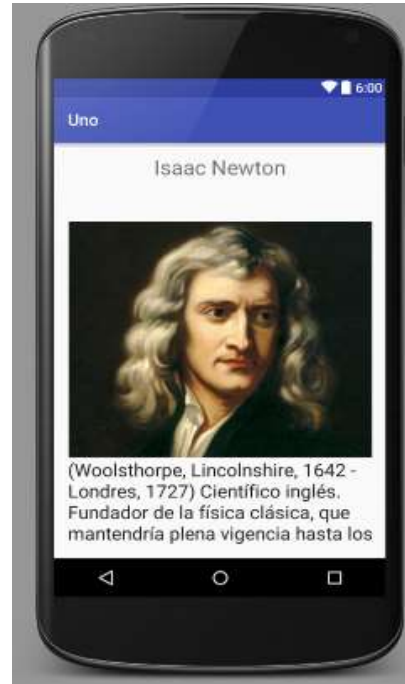 6:00
Uno
Isaac Newton
(Woolsthorpe, Lincolnshire, 1642 -
Londres, 1727) Científico inglés.
Fundador de la física clásica, que
mantendría plena vigencia hasta los